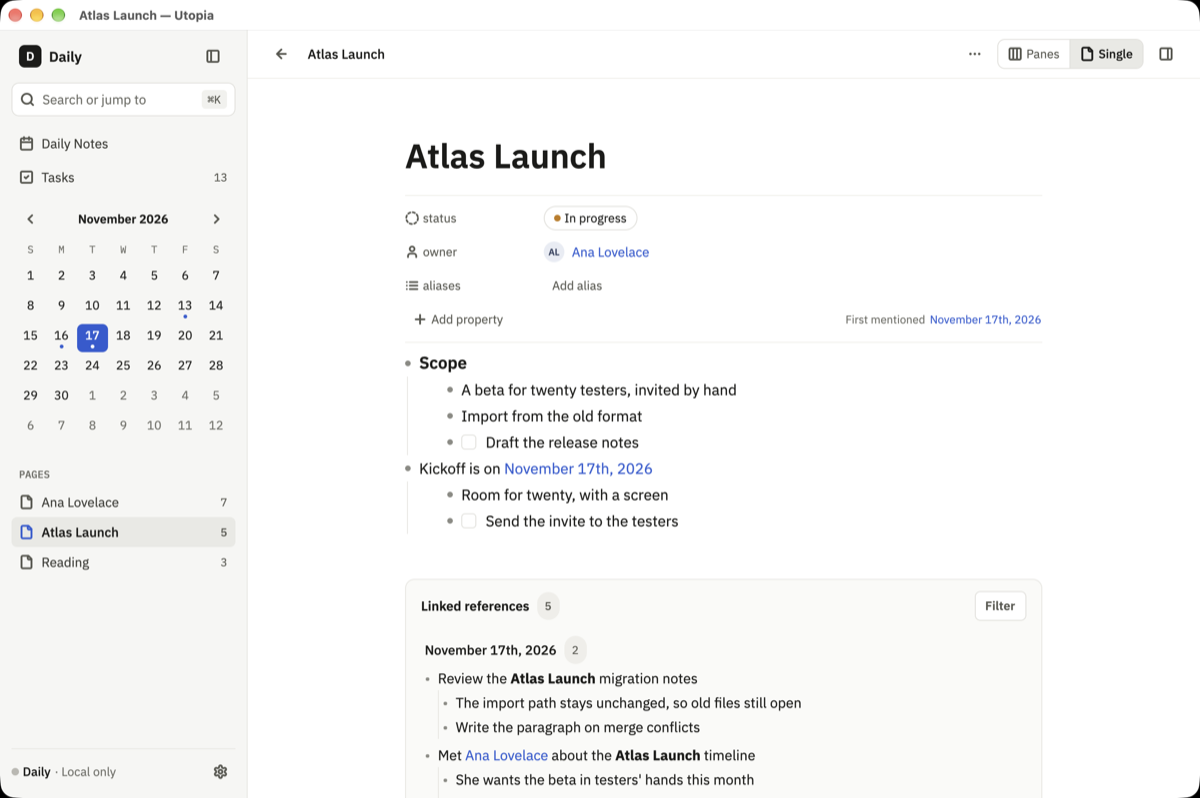 Atlas Launch — Utopia
D Daily
Search or jump to ⌘K
Daily Notes
Tasks 13
November 2026
S M T W T F S
1 2 3 4 5 6 7
8 9 10 11 12 13 14
15 16 17 18 19 20 21
22 23 24 25 26 27 28
29 30 1 2 3 4 5
6 7 8 9 10 11 12
PAGES
Ana Lovelace 7
Atlas Launch 5
Reading 3
Daily · Local only
Atlas Launch
Panes
Single
Atlas Launch
status In progress
owner AL Ana Lovelace
aliases Add alias
Add property
First mentioned November 17th, 2026
Scope
A beta for twenty testers, invited by hand
Import from the old format
Draft the release notes
Kickoff is on November 17th, 2026
Room for twenty, with a screen
Send the invite to the testers
Linked references 5
Filter
November 17th, 2026 2
Review the Atlas Launch migration notes
The import path stays unchanged, so old files still open
Write the paragraph on merge conflicts
Met Ana Lovelace about the Atlas Launch timeline
She wants the beta in testers' hands this month